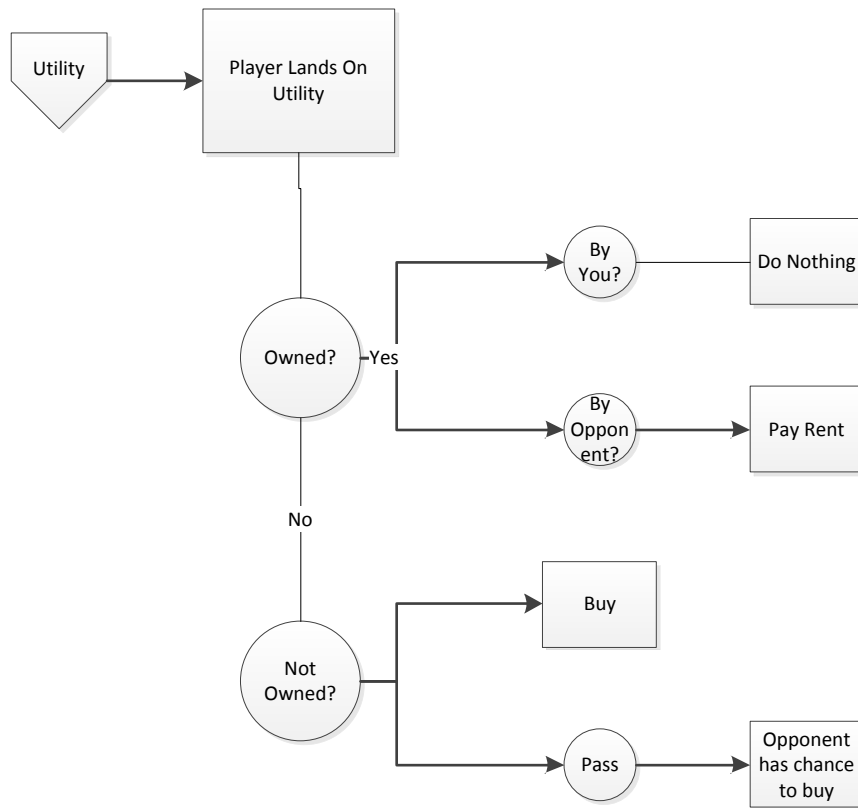 Utility
Player Lands On
Utility
By
You?
Do Nothing
Owned?
Yes
By
Oppon
ent?
Pay Rent
No
Buy
Not
Owned?
Pass
Opponent
has chance
to buy